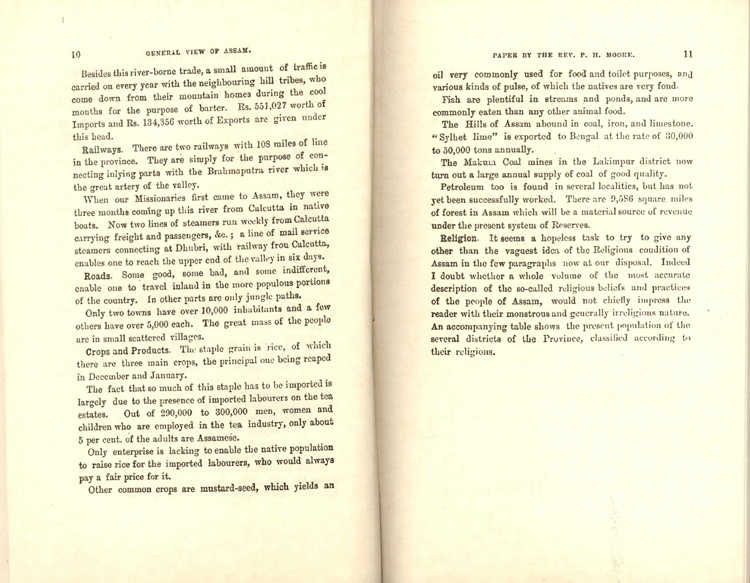 10 GENERAL VIEW OF ASSAM.
Besides this river-borne trade, a small amount of traffic is
carried on every year with the neighbouring hill tribes, who
come down from their mountain homes during the cool
months for the purpose of barter. Rs. 551,027 worth of
Imports and Rs. 134,356 worth of Exports are given under
this head.
Railways. There are two railways with 108 miles of line
in the province. They are simply for the purpose of con-
necting inlying parts with the Brahmaputra river which is
the great artery of the valley.
When our Missionaries first came to Assam, they were
three months coming up this river from Calcutta in native
boats. Now two lines of steamers run weekly from Calcutta
carrying freight and passengers, &c.; a line of mail service
steamers connecting at Dhubri, with railway frou Calcutta,
enables one to reach the upper end of the valley in six days.
Roads. Some good, some bad, and some indifferent,
enable one to travel inland in the more populous portions
of the country. In other parts are only jungle paths.
Only two towns have over 10,000 inhabitants and a few
others have over 5,000 each. The great mass of the people
are in small scattered villages.
Crops and Products. The staple grain is rice, of which
there are three main crops, the principal one being reaped
in December and January.
The fact that so much of this staple has to be imported is
largely due to the presence of imported labourers on the tea
estates. Out of 290,000 to 300,000 men, women and
children who are employed in the tea industry, only about
5 per cent. of the adults are Assamese.
Only enterprise is lacking to enable the native population
to raise rice for the imported labourers, who would always
pay a fair price for it.
Other common crops are mustard-seed, which yields an
PAPER BY THE REV. P. H. MOORE. 11
oil very commonly used for food and toilet purposes, and
various kinds of pulse, of which the natives are very fond.
Fish are plentiful in streams and ponds, and are more
commonly eaten than any other animal food.
The Hills of Assam abound in coal, iron, and limestone.
"Sylhet lime" is exported to Bengal at the rate of 30,000
to 50,000 tons annually.
The Makum Coal mines in the Lakimpur district now
turn out a large annual supply of coal of good quality.
Petroleum too is found in several localities, but has not
yet been successfully worked. There are 9,586 square miles
of forest in Assam which will be a material source of revenue
under the present system of Reserves.
Religion. It seems a hopeless task to try to give any
other than the vaguest idea of the Religious condition of
Assam in the few paragraphs now at our disposal. Indeed
I doubt whether a whole volume of the most accurate
description of the so-called religious beliefs and practices
of the people of Assam, would not chiefly impress the
reader with their monstrous and generally irreligious nature.
An accompanying table shows the present population of the
several districts of the Province, classified according to
their religions.